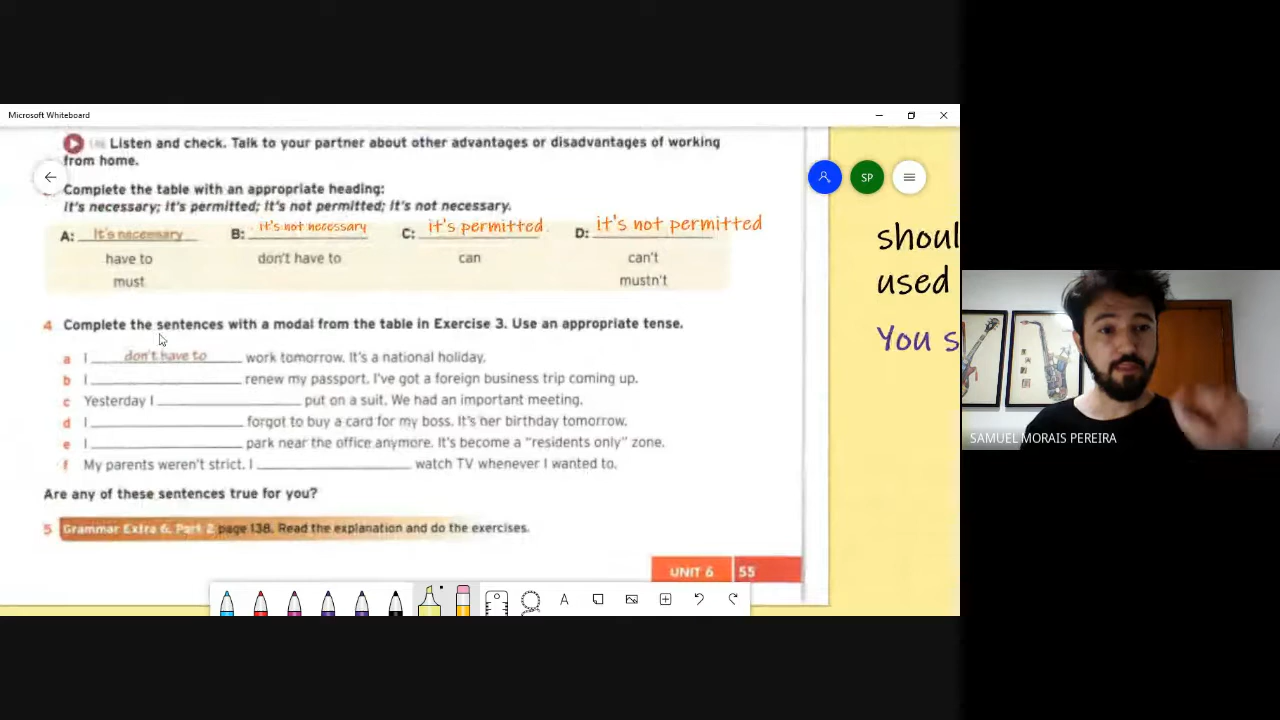 Microsoft Whiteboard
Listen and check. Talk to your partner about other advantages or disadvantages of working
from home.
Complete the table with an appropriate heading:
It's necessary; it's permitted; it's not permitted; it's not necessary.
A: It's necessary B: it's not necessary C: it's permitted. D: it's not permitted
have to don't have to can can't
must mustn't
4 Complete the sentences with a modal from the table in Exercise 3. Use an appropriate tense.
a I don't have to work tomorrow. It's a national holiday.
b I ____________ renew my passport. I've got a foreign business trip coming up.
c Yesterday I ____________ put on a suit. We had an important meeting.
d I ____________ forgot to buy a card for my boss. It's her birthday tomorrow.
e I ____________ park near the office anymore. It's become a "residents only" zone.
f My parents weren't strict. I ____________ watch TV whenever I wanted to.
Are any of these sentences true for you?
5 Grammar Extra 6, Part 2 page 138. Read the explanation and do the exercises.
UNIT 6 55
SP
shoul
used
You s
A
SAMUEL MORAIS PEREIRA